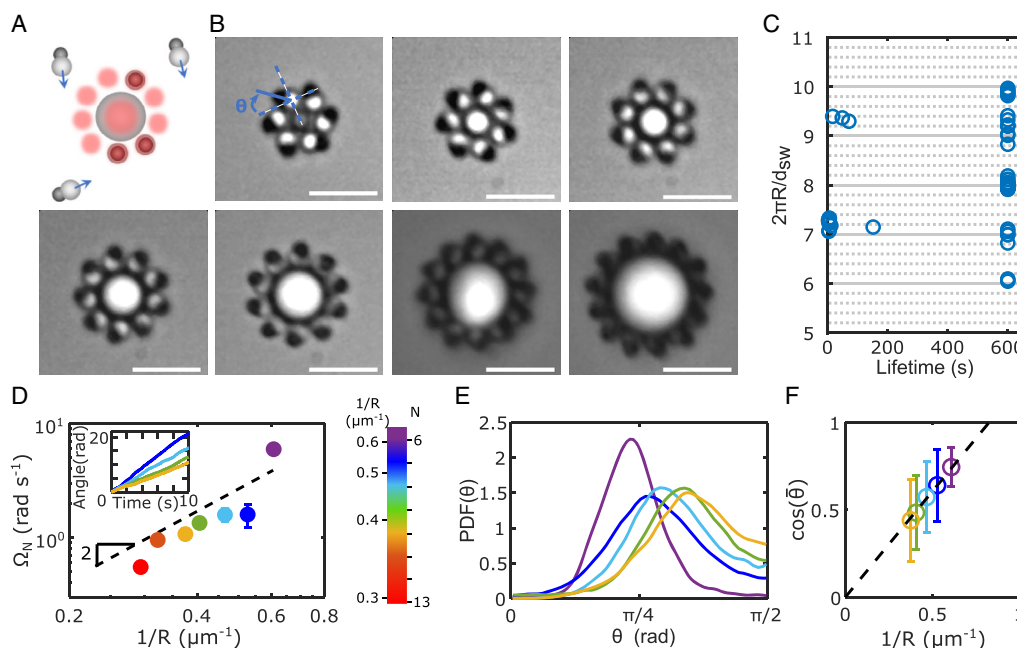 A
B
C
θ
2πR/dsw
11
10
9
8
7
6
5
0
200
400
600
Lifetime (s)
D
E
F
Ω_N (rad s⁻¹)
10¹
10⁰
Angle(rad)
20
0
Time (s)
10
2
0.2
0.4
0.6
0.8
1/R (µm⁻¹)
1/R
(µm⁻¹)
N
0.6
6
0.5
0.4
0.3
13
PDF(θ)
2.5
2
1.5
1
0.5
0
0
π/4
π/2
θ (rad)
cos(θ̄)
1
0.5
0
0
0.5
1
1/R (µm⁻¹)